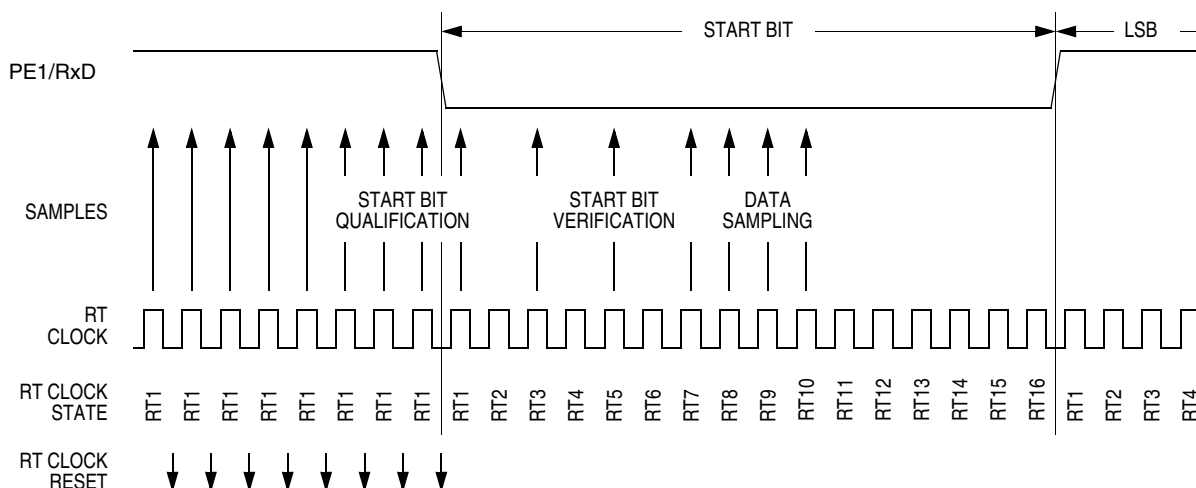 START BIT
LSB
PE1/RxD
SAMPLES
START BIT
QUALIFICATION
START BIT
VERIFICATION
DATA
SAMPLING
RT
CLOCK
RT CLOCK
STATE
RT1 RT1 RT1 RT1 RT1 RT1 RT1 RT1 RT1 RT2 RT3 RT4 RT5 RT6 RT7 RT8 RT9 RT10 RT11 RT12 RT13 RT14 RT15 RT16 RT1 RT2 RT3 RT4
RT CLOCK
RESET